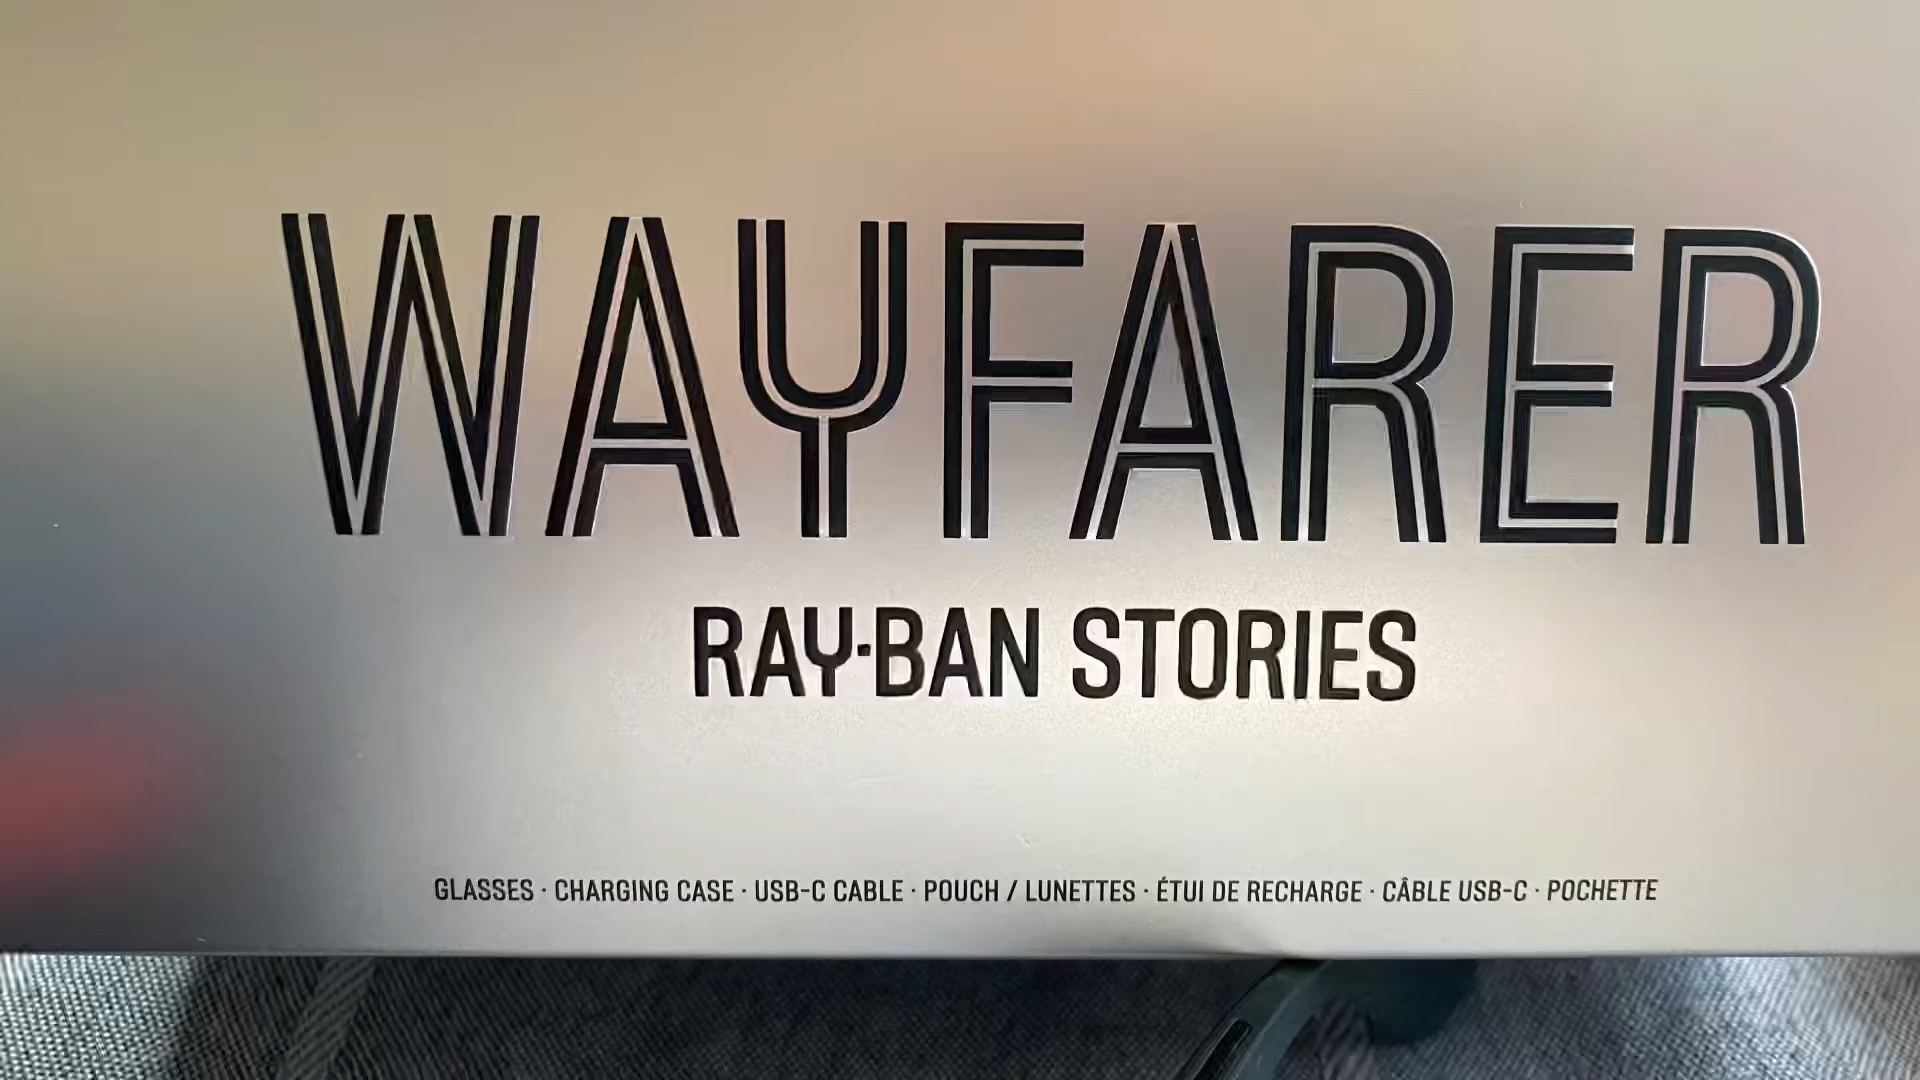 WAYFARER
RAY-BAN STORIES
GLASSES · CHARGING CASE · USB-C CABLE · POUCH / LUNETTES · ÉTUI DE RECHARGE · CÂBLE USB-C · POCHETTE